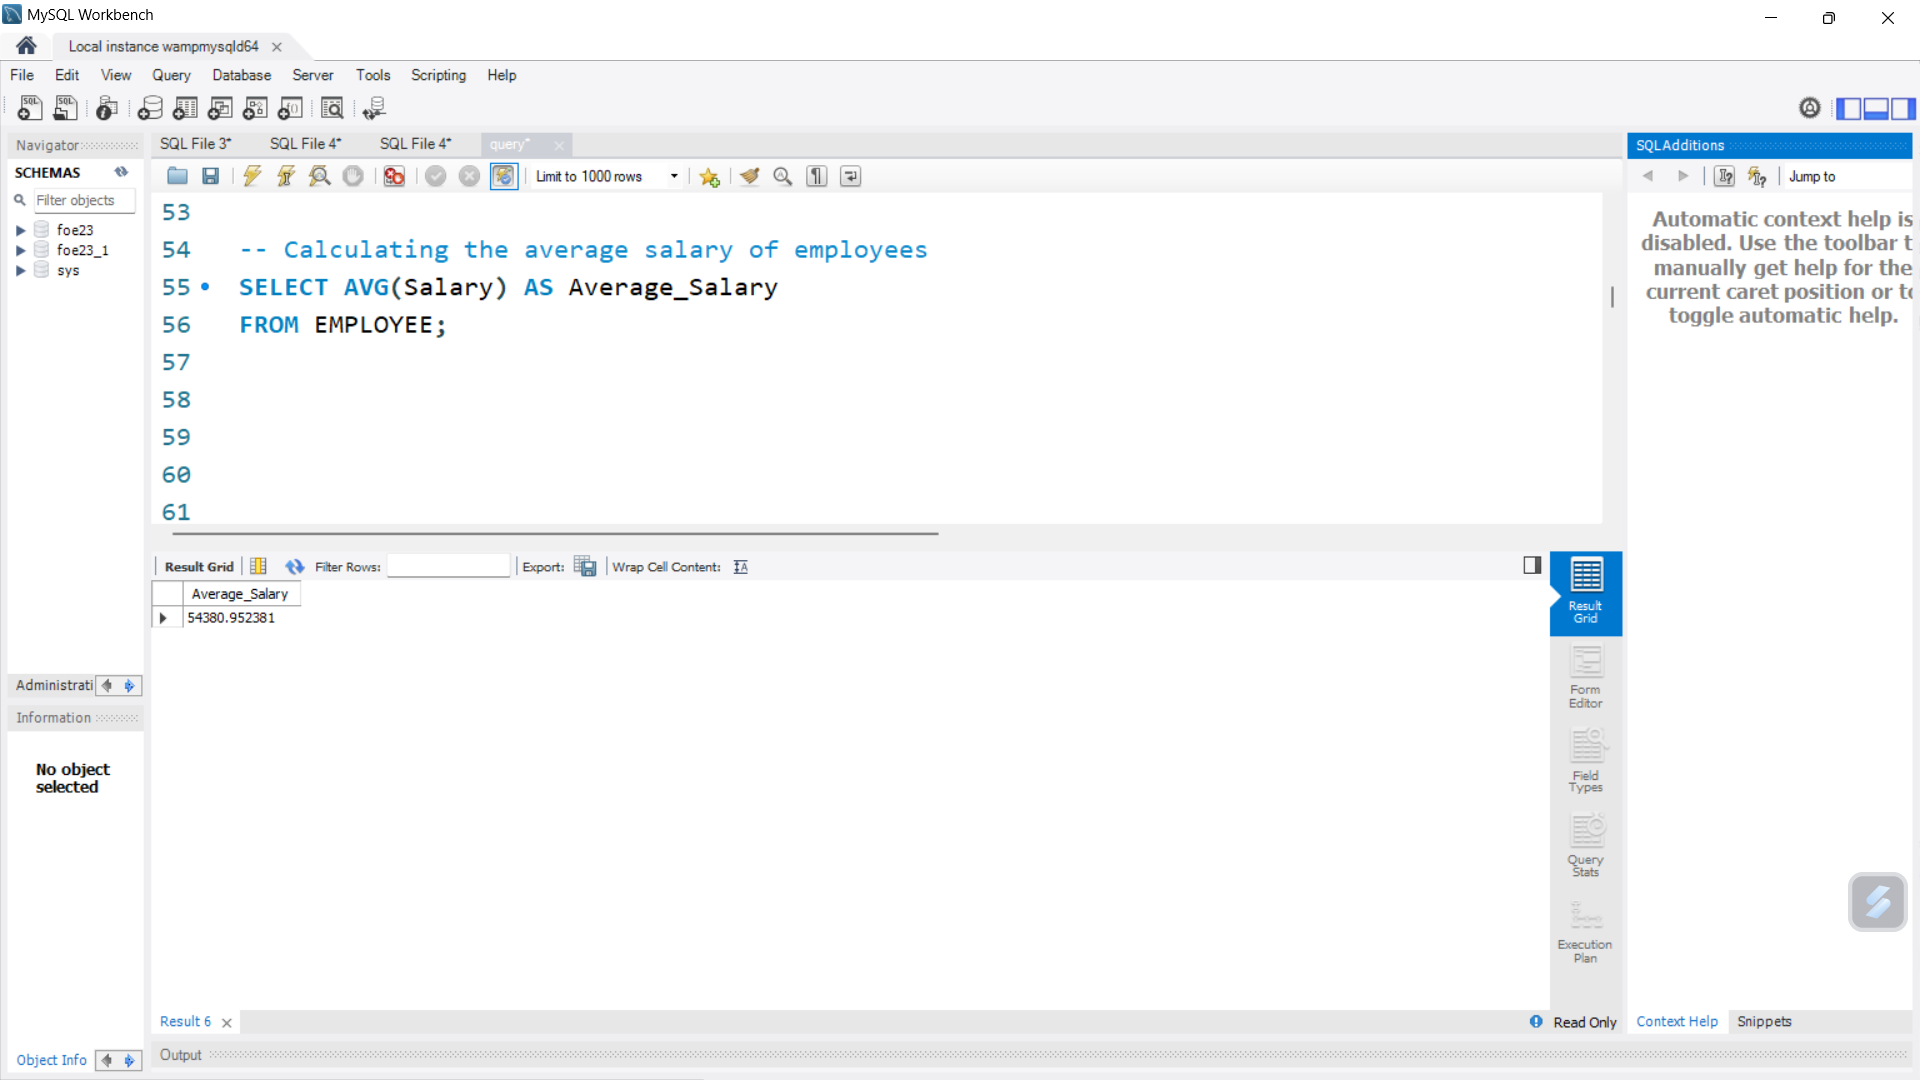 MySQL Workbench
Local instance wampmysqld64
File Edit View Query Database Server Tools Scripting Help
Navigator
SCHEMAS
Filter objects
foe23
foe23_1
sys
Administrati
Information
No object
selected
Object Info
SQL File 3* SQL File 4* SQL File 4* query*
Limit to 1000 rows
53
54 -- Calculating the average salary of employees
55 SELECT AVG(Salary) AS Average_Salary
56 FROM EMPLOYEE;
57
58
59
60
61
Result Grid Filter Rows: Export: Wrap Cell Content:
Average_Salary
54380.952381
Result
Grid
Form
Editor
Field
Types
Query
Stats
Execution
Plan
Result 6
Read Only
Output
SQLAdditions
Jump to
Automatic context help is
disabled. Use the toolbar t
manually get help for the
current caret position or to
toggle automatic help.
Context Help Snippets